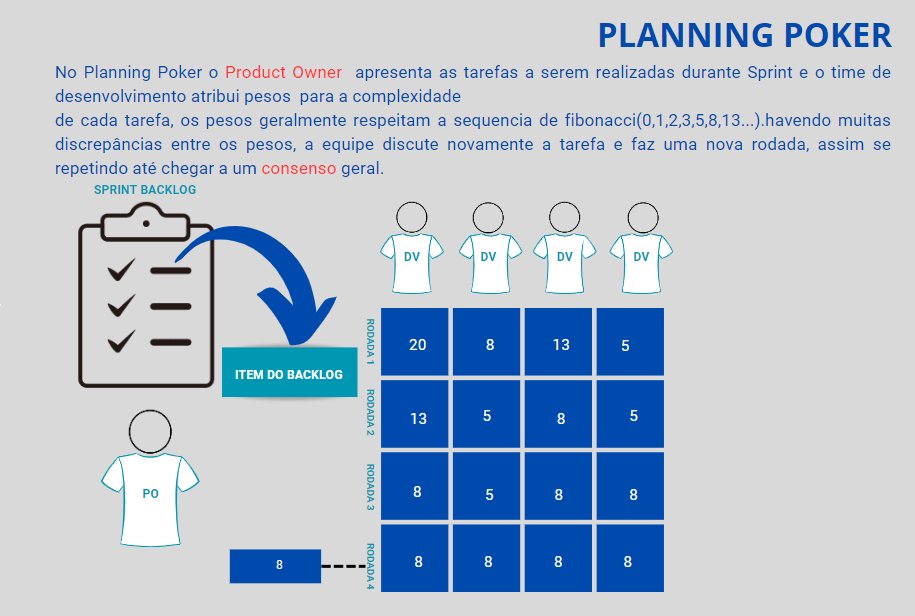 PLANNING POKER
No Planning Poker o Product Owner apresenta as tarefas a serem realizadas durante Sprint e o time de
desenvolvimento atribui pesos para a complexidade
de cada tarefa, os pesos geralmente respeitam a sequencia de fibonacci(0,1,2,3,5,8,13...).havendo muitas
discrepâncias entre os pesos, a equipe discute novamente a tarefa e faz uma nova rodada, assim se
repetindo até chegar a um consenso geral.
SPRINT BACKLOG
DV DV DV DV
ITEM DO BACKLOG
RODADA 1
20 8 13 5
RODADA 2
13 5 8 5
PO
RODADA 3
8 5 8 8
8
RODADA 4
8 8 8 8